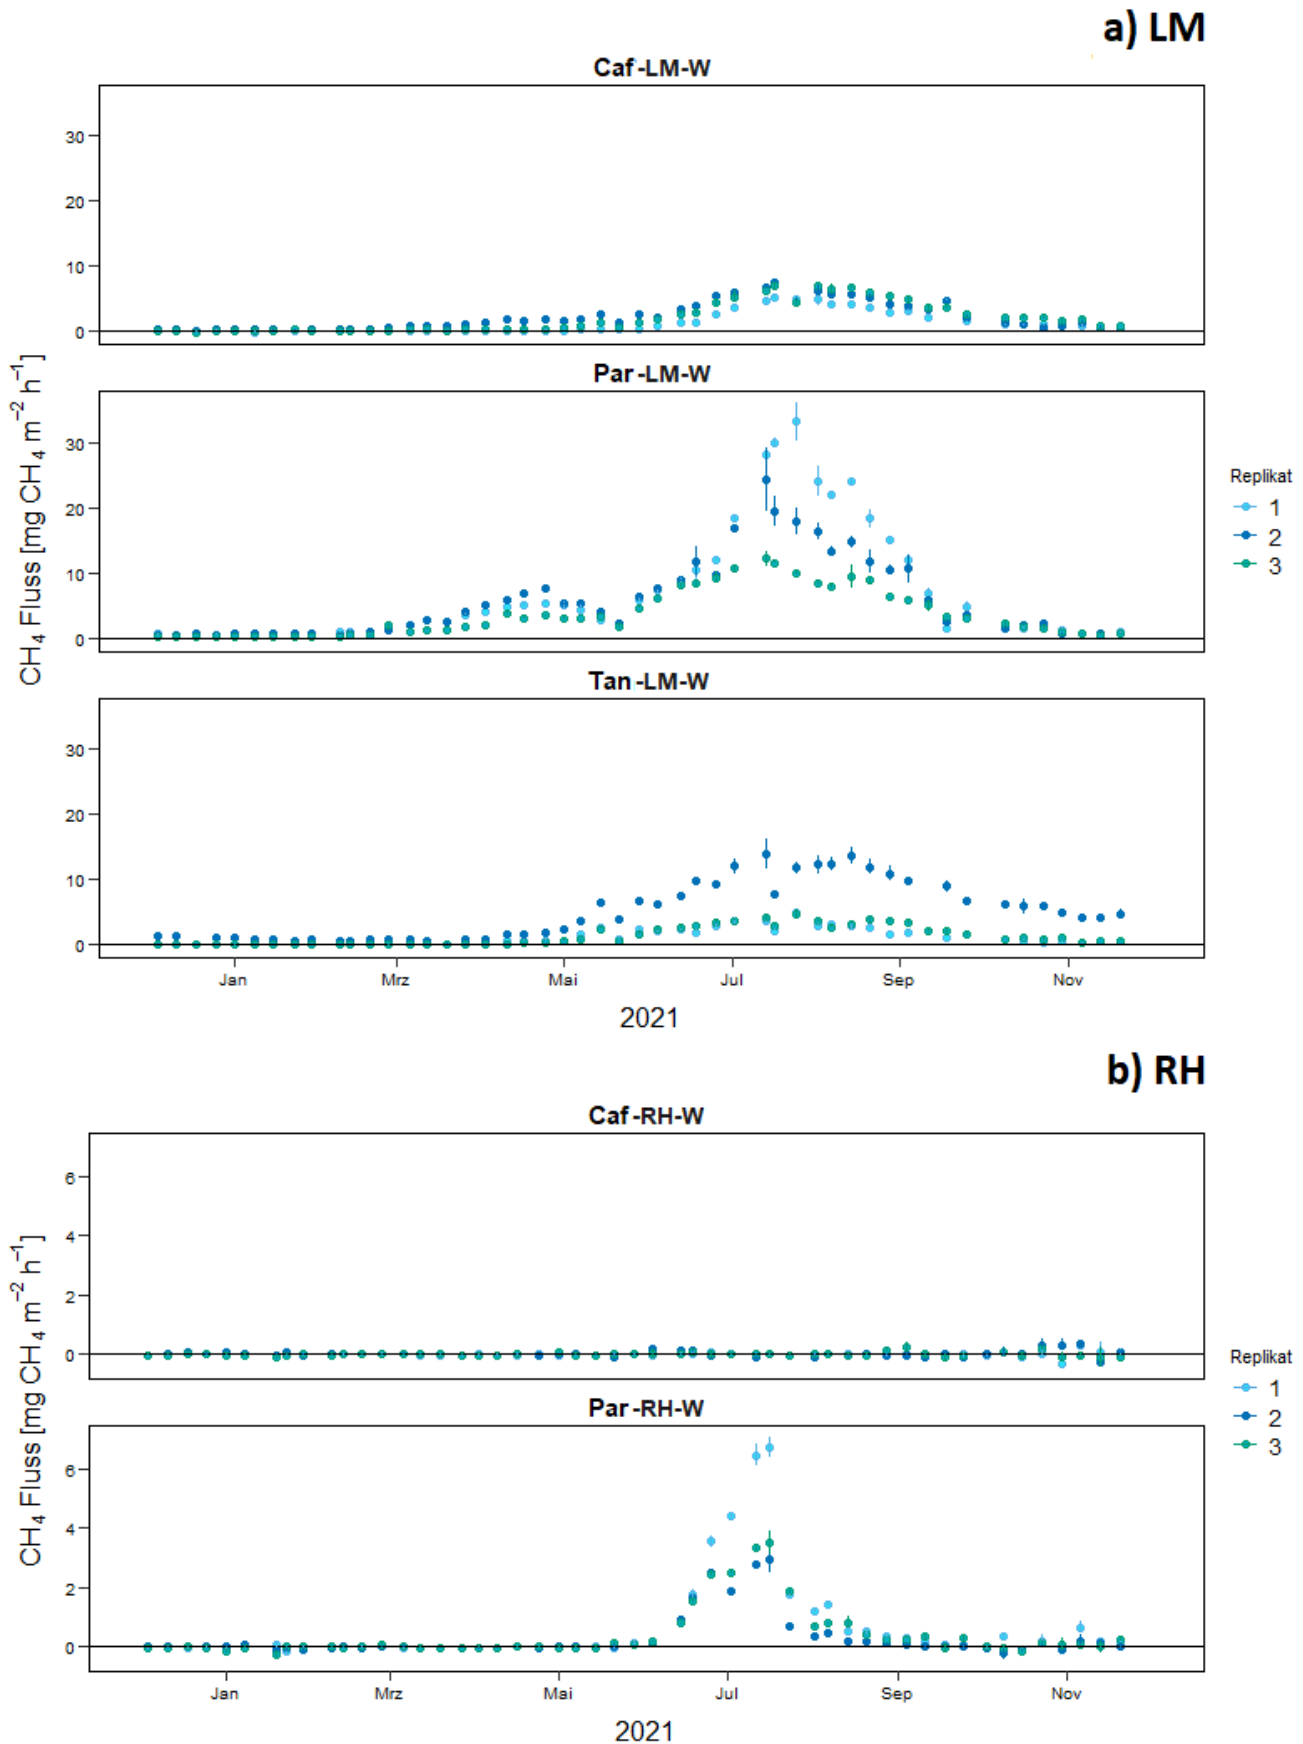 a) LM
Caf-LM-W
30
20
10
0
Par-LM-W
30
20
10
0
Tan-LM-W
30
20
10
0
CH₄ Fluss [mg CH₄ m⁻² h⁻¹]
Replikat
1
2
3
Jan Mrz Mai Jul Sep Nov
2021
b) RH
Caf-RH-W
6
4
2
0
Par-RH-W
6
4
2
0
CH₄ Fluss [mg CH₄ m⁻² h⁻¹]
Replikat
1
2
3
Jan Mrz Mai Jul Sep Nov
2021